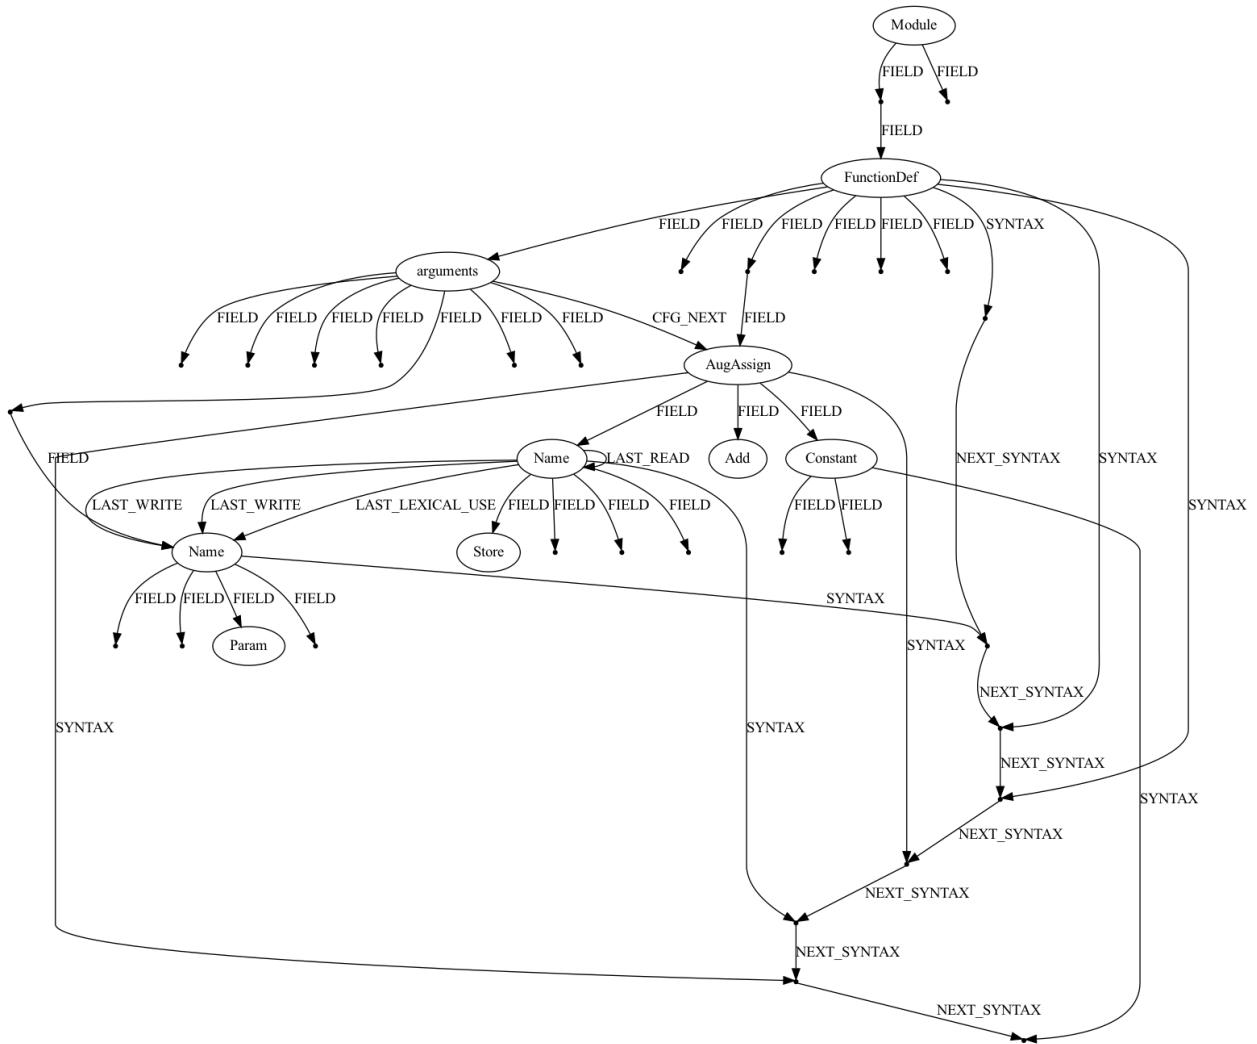 Module
FIELD FIELD
FIELD
FunctionDef
FIELD FIELD FIELD FIELD FIELD FIELD SYNTAX
arguments
FIELD FIELD FIELD FIELD FIELD FIELD FIELD CFG_NEXT FIELD
AugAssign
FIELD FIELD FIELD
FIELD Name LAST_READ Add Constant NEXT_SYNTAX SYNTAX
LAST_WRITE LAST_WRITE LAST_LEXICAL_USE FIELD FIELD FIELD FIELD FIELD FIELD SYNTAX
Name Store
FIELD FIELD FIELD FIELD SYNTAX
Param SYNTAX
NEXT_SYNTAX
SYNTAX SYNTAX
NEXT_SYNTAX
SYNTAX
NEXT_SYNTAX
NEXT_SYNTAX
NEXT_SYNTAX
NEXT_SYNTAX